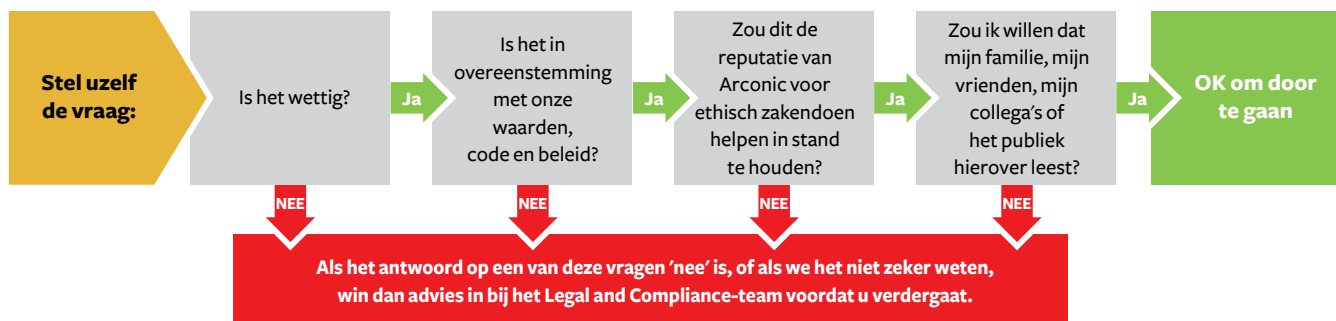 Stel uzelf
de vraag:
Is het wettig?
Ja
Is het in
overeenstemming
met onze
waarden,
code en beleid?
Ja
Zou dit de
reputatie van
Arconic voor
ethisch zakendoen
helpen in stand
te houden?
Ja
Zou ik willen dat
mijn familie, mijn
vrienden, mijn
collega's of
het publiek
hierover leest?
Ja
OK om door
te gaan
NEE
NEE
NEE
NEE
Als het antwoord op een van deze vragen 'nee' is, of als we het niet zeker weten,
win dan advies in bij het Legal and Compliance-team voordat u verdergaat.